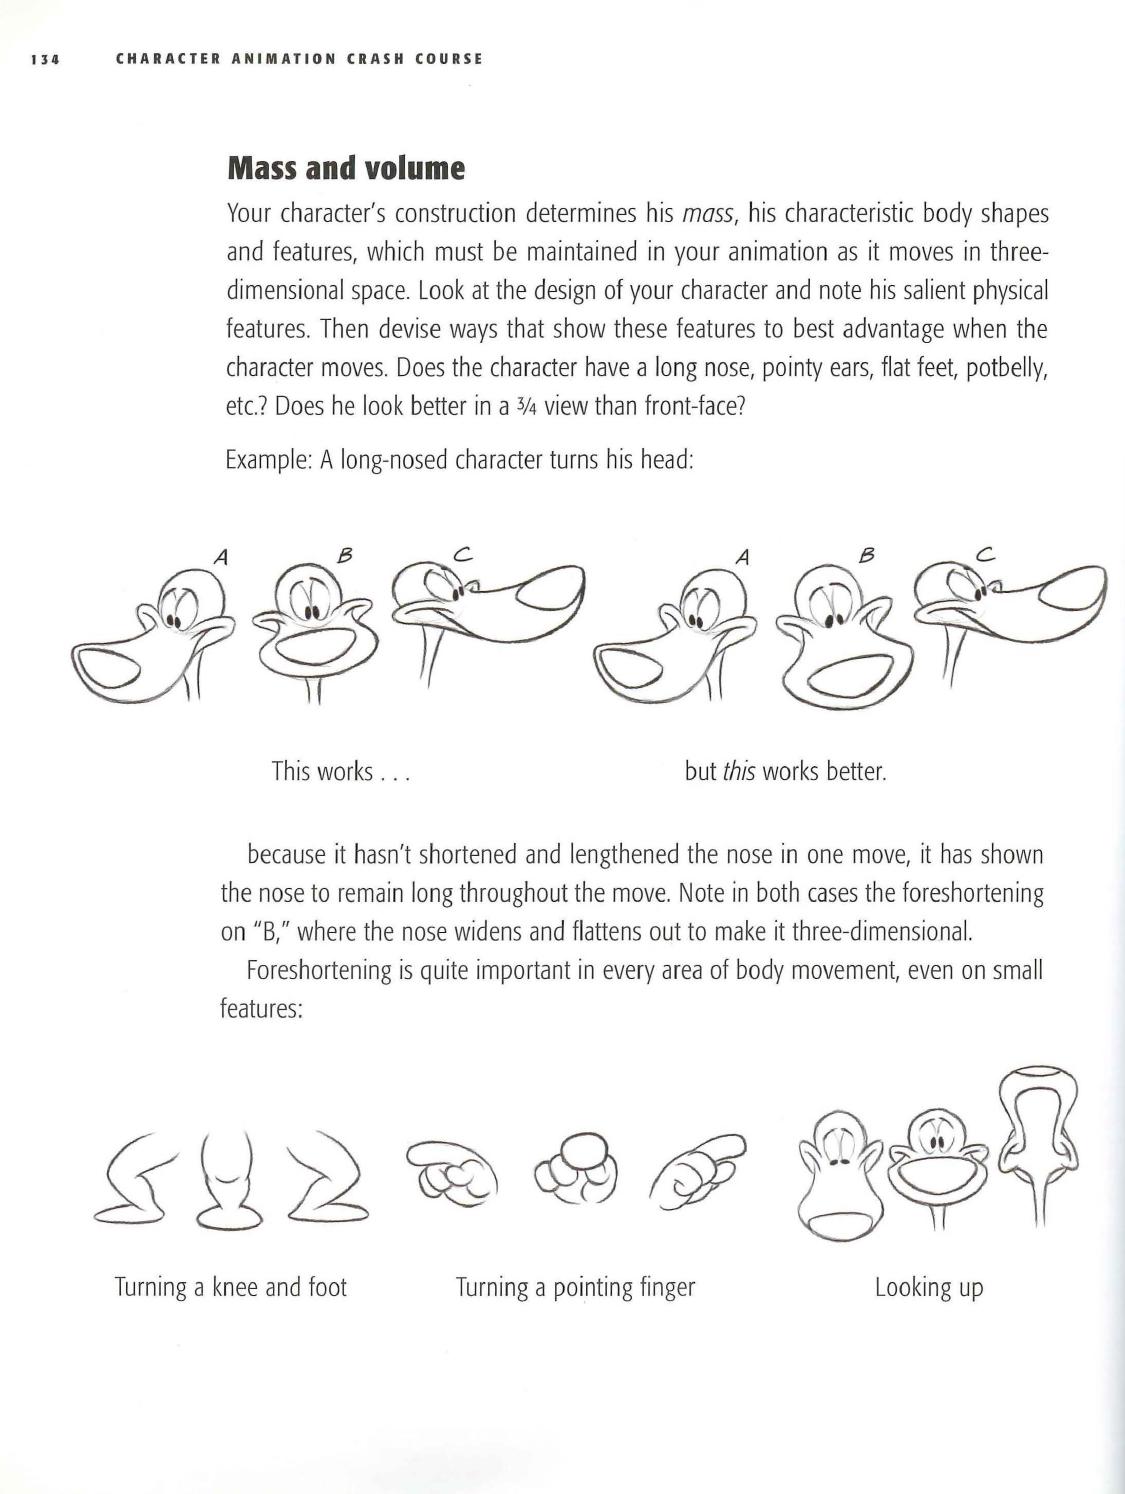 134 CHARACTER ANIMATION CRASH COURSE
Mass and volume
Your character's construction determines his mass, his characteristic body shapes
and features, which must be maintained in your animation as it moves in three-
dimensional space. Look at the design of your character and note his salient physical
features. Then devise ways that show these features to best advantage when the
character moves. Does the character have a long nose, pointy ears, flat feet, potbelly,
etc.? Does he look better in a ¾ view than front-face?
Example: A long-nosed character turns his head:
A B C A B C
This works . . . but this works better.
because it hasn't shortened and lengthened the nose in one move, it has shown
the nose to remain long throughout the move. Note in both cases the foreshortening
on "B," where the nose widens and flattens out to make it three-dimensional.
Foreshortening is quite important in every area of body movement, even on small
features:
Turning a knee and foot Turning a pointing finger Looking up